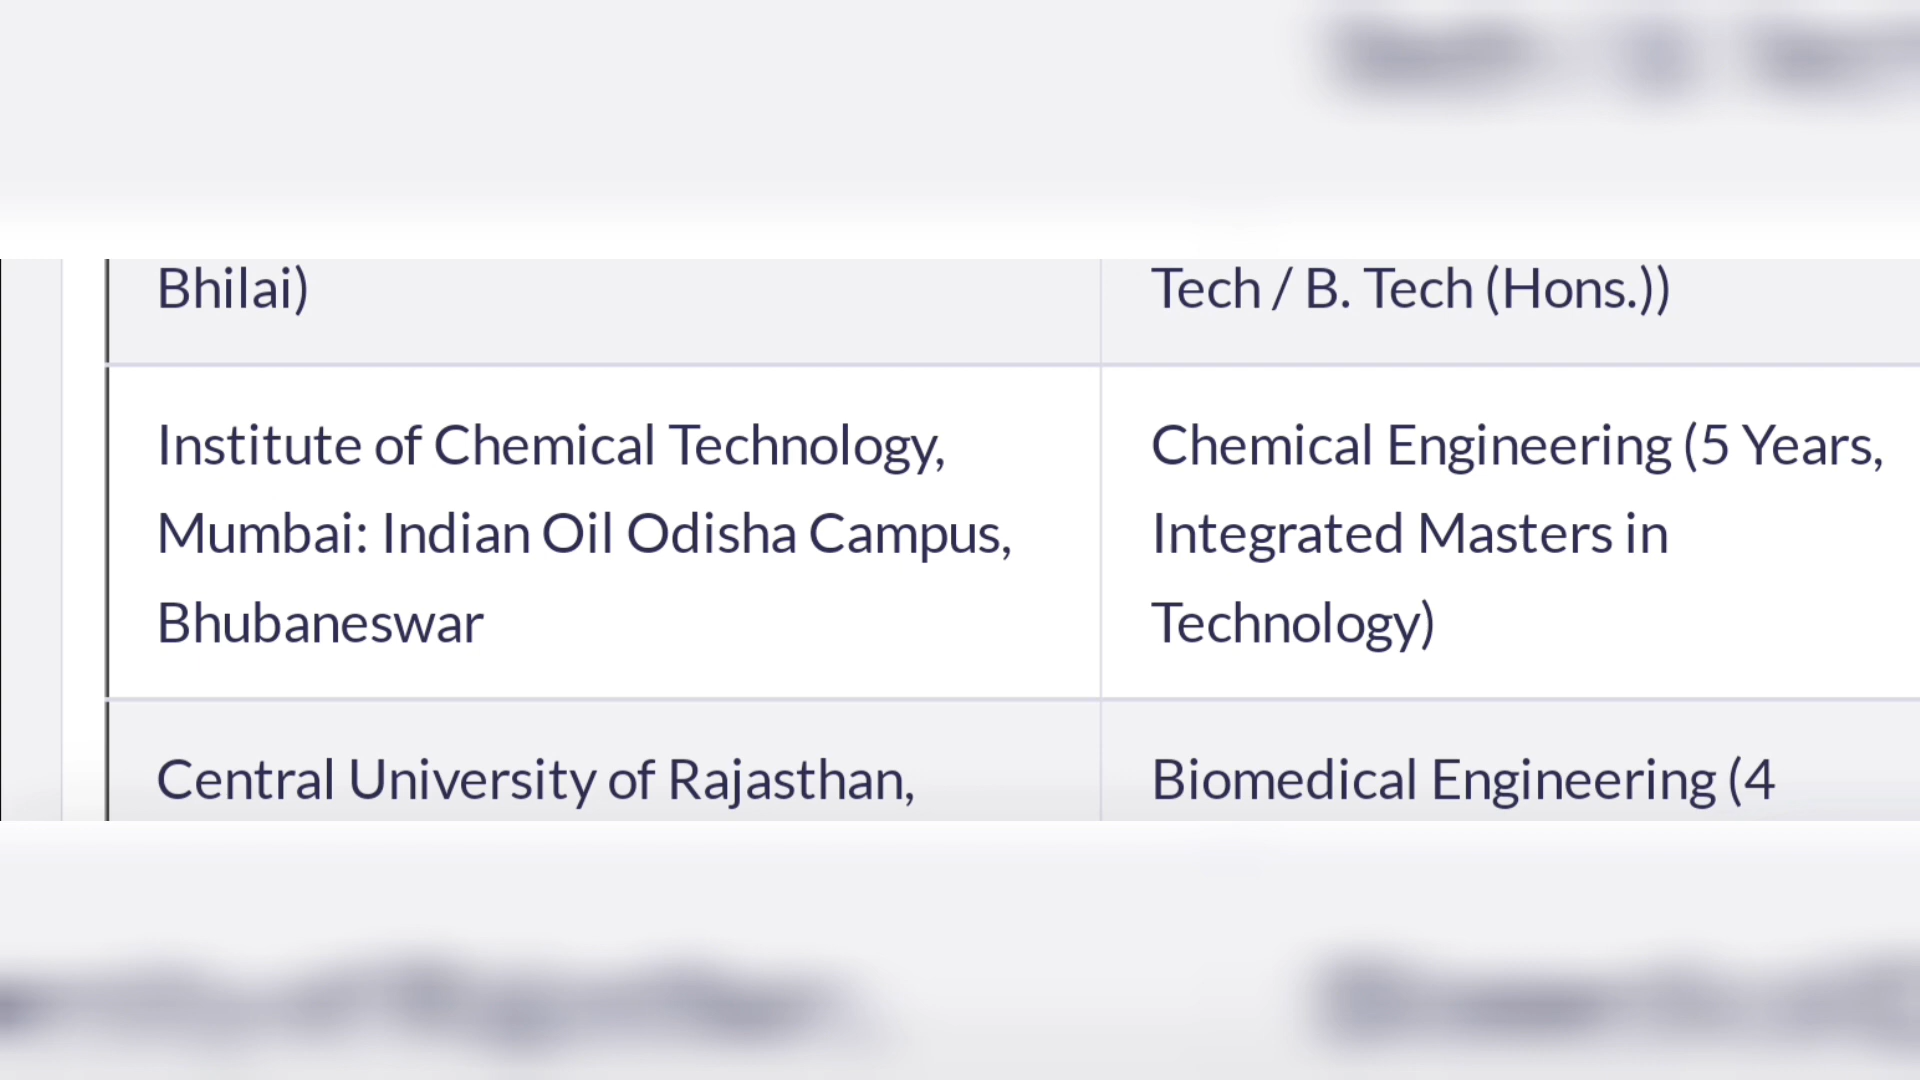 Bhilai)
Tech / B. Tech (Hons.))
Institute of Chemical Technology,
Mumbai: Indian Oil Odisha Campus,
Bhubaneswar
Chemical Engineering (5 Years,
Integrated Masters in
Technology)
Central University of Rajasthan,
Biomedical Engineering (4